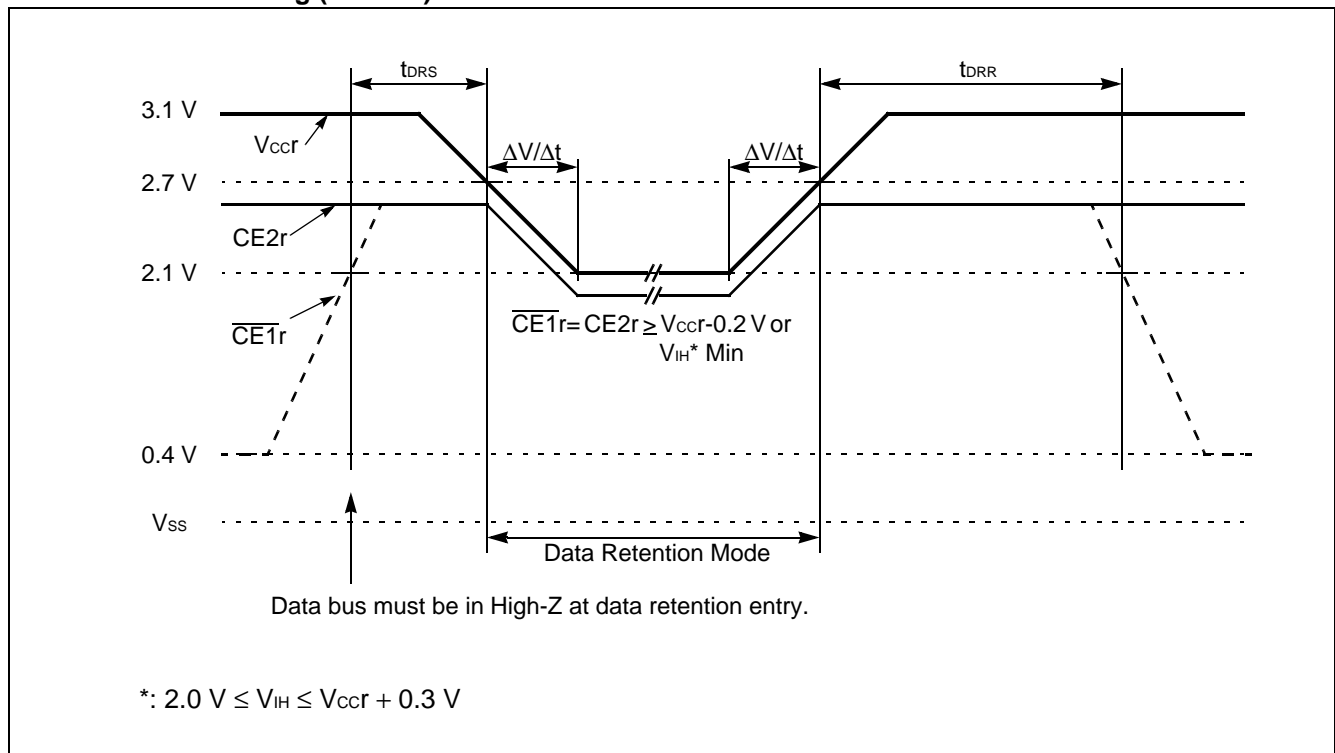 tDRS
tDRR
3.1 V
VCCr
ΔV/Δt
ΔV/Δt
2.7 V
CE2r
2.1 V
CE1r
CE1r= CE2r ≥ VCCr-0.2 V or
VIH* Min
0.4 V
VSS
Data Retention Mode
Data bus must be in High-Z at data retention entry.
*: 2.0 V ≤ VIH ≤ VCCr + 0.3 V